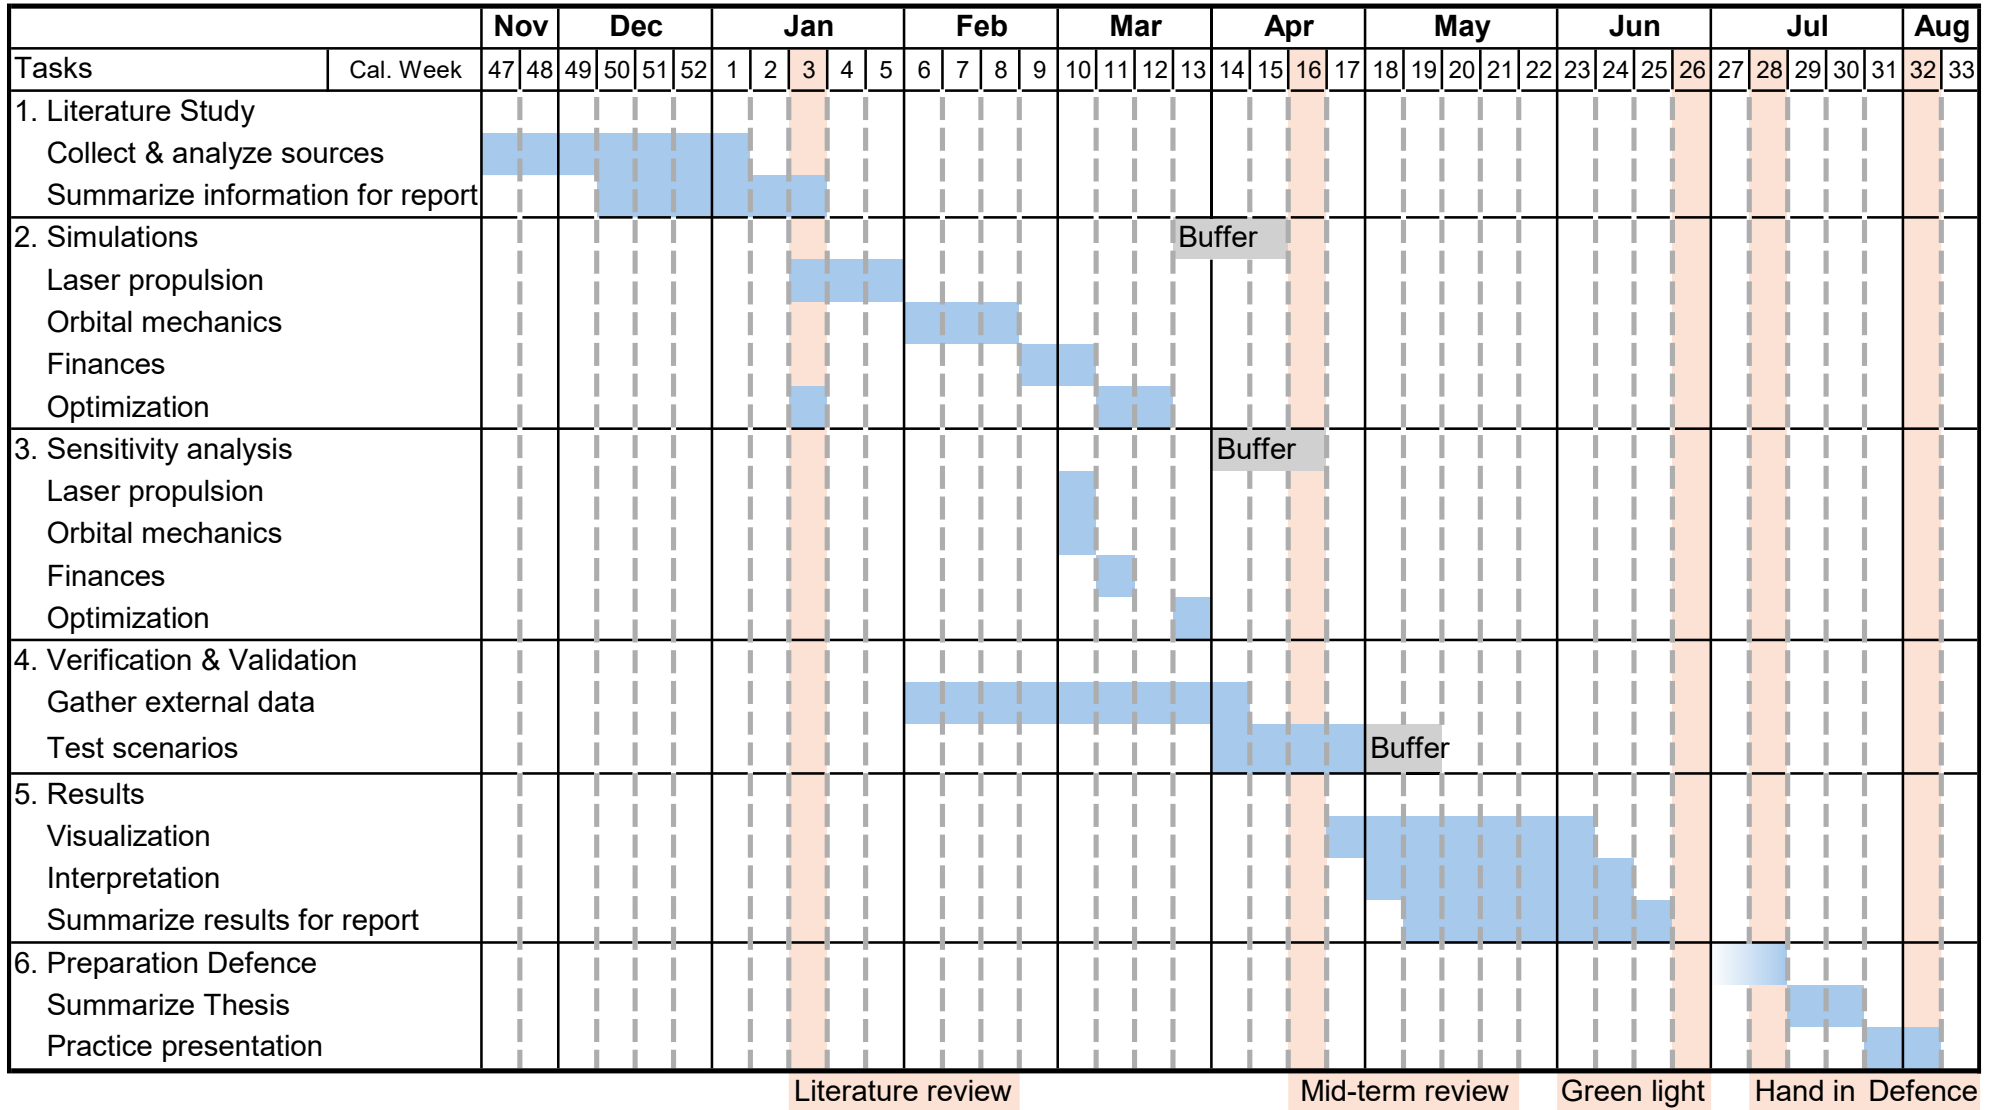 Nov Dec Jan Feb Mar Apr May Jun Jul Aug
Tasks Cal. Week 47 48 49 50 51 52 1 2 3 4 5 6 7 8 9 10 11 12 13 14 15 16 17 18 19 20 21 22 23 24 25 26 27 28 29 30 31 32 33
1. Literature Study
Collect & analyze sources
Summarize information for report
2. Simulations Buffer
Laser propulsion
Orbital mechanics
Finances
Optimization
3. Sensitivity analysis Buffer
Laser propulsion
Orbital mechanics
Finances
Optimization
4. Verification & Validation
Gather external data
Test scenarios Buffer
5. Results
Visualization
Interpretation
Summarize results for report
6. Preparation Defence
Summarize Thesis
Practice presentation
Literature review Mid-term review Green light Hand in Defence